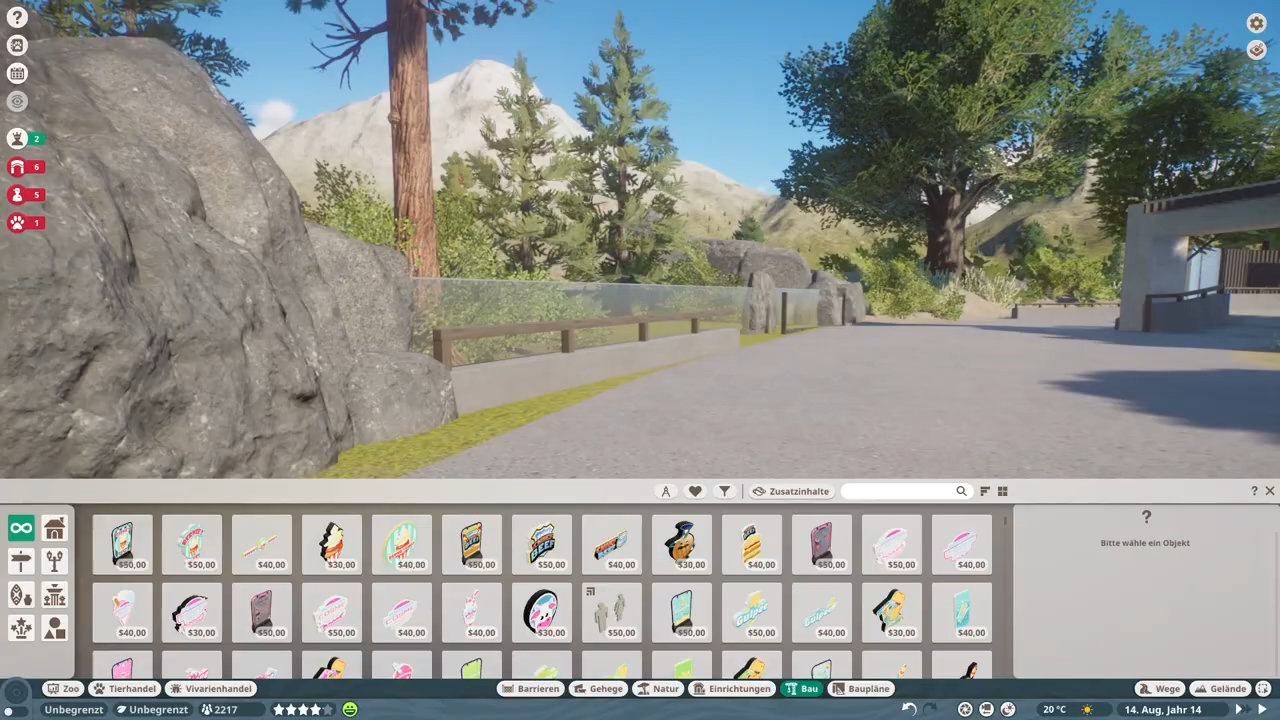 ?
2
6
5
1
Zusatzinhalte
? ×
?
Bitte wähle ein Objekt
$50,00 $50,00 $40,00 $30,00 $40,00 $50,00 $50,00 $40,00 $30,00 $40,00 $50,00 $50,00 $40,00
$40,00 $30,00 $50,00 $50,00 $40,00 $40,00 $30,00 $50,00 $50,00 $50,00 $40,00 $30,00 $40,00
Zoo Tierhandel Vivarienhandel Barrieren Gehege Natur Einrichtungen Bau Baupläne Wege Gelände
Unbegrenzt Unbegrenzt 2217 20 °C 14. Aug, Jahr 14